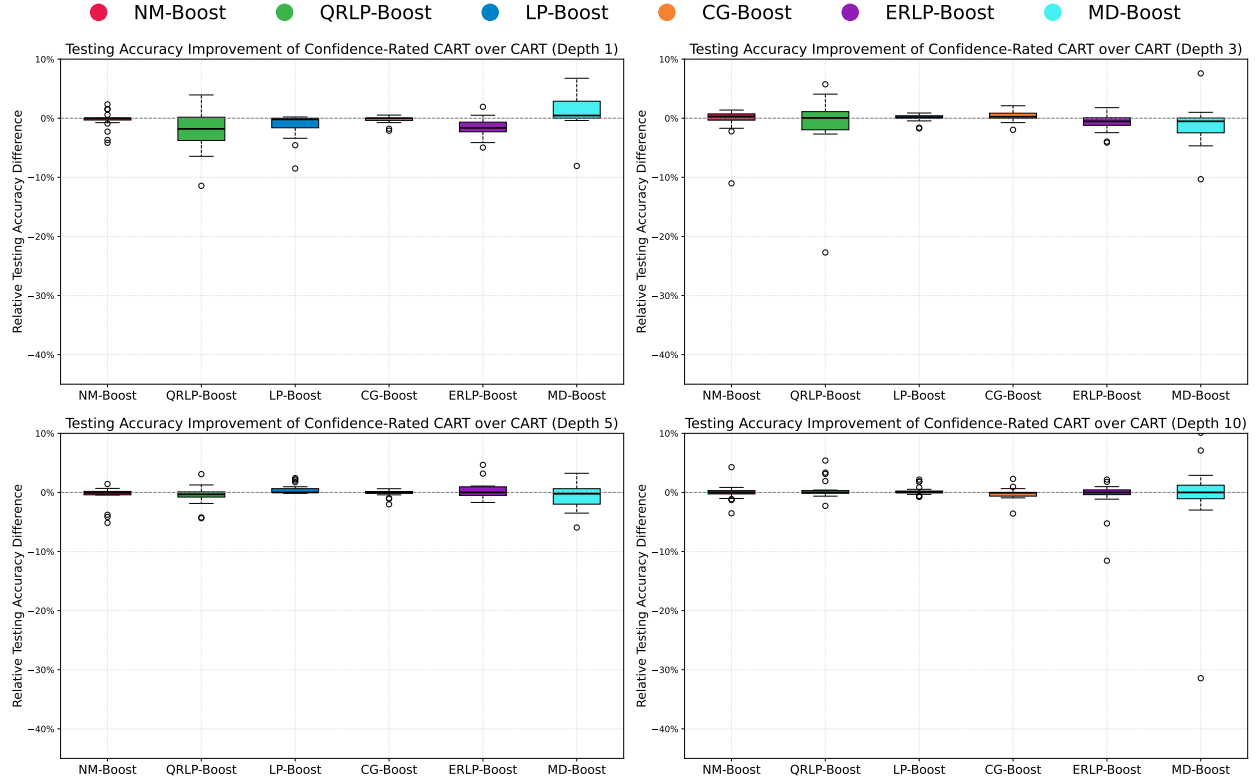 NM-Boost QRLP-Boost LP-Boost CG-Boost ERLP-Boost MD-Boost
Testing Accuracy Improvement of Confidence-Rated CART over CART (Depth 1)
Relative Testing Accuracy Difference
10%
0%
−10%
−20%
−30%
−40%
NM-Boost QRLP-Boost LP-Boost CG-Boost ERLP-Boost MD-Boost
Testing Accuracy Improvement of Confidence-Rated CART over CART (Depth 3)
Relative Testing Accuracy Difference
10%
0%
−10%
−20%
−30%
−40%
NM-Boost QRLP-Boost LP-Boost CG-Boost ERLP-Boost MD-Boost
Testing Accuracy Improvement of Confidence-Rated CART over CART (Depth 5)
Relative Testing Accuracy Difference
10%
0%
−10%
−20%
−30%
−40%
NM-Boost QRLP-Boost LP-Boost CG-Boost ERLP-Boost MD-Boost
Testing Accuracy Improvement of Confidence-Rated CART over CART (Depth 10)
Relative Testing Accuracy Difference
10%
0%
−10%
−20%
−30%
−40%
NM-Boost QRLP-Boost LP-Boost CG-Boost ERLP-Boost MD-Boost